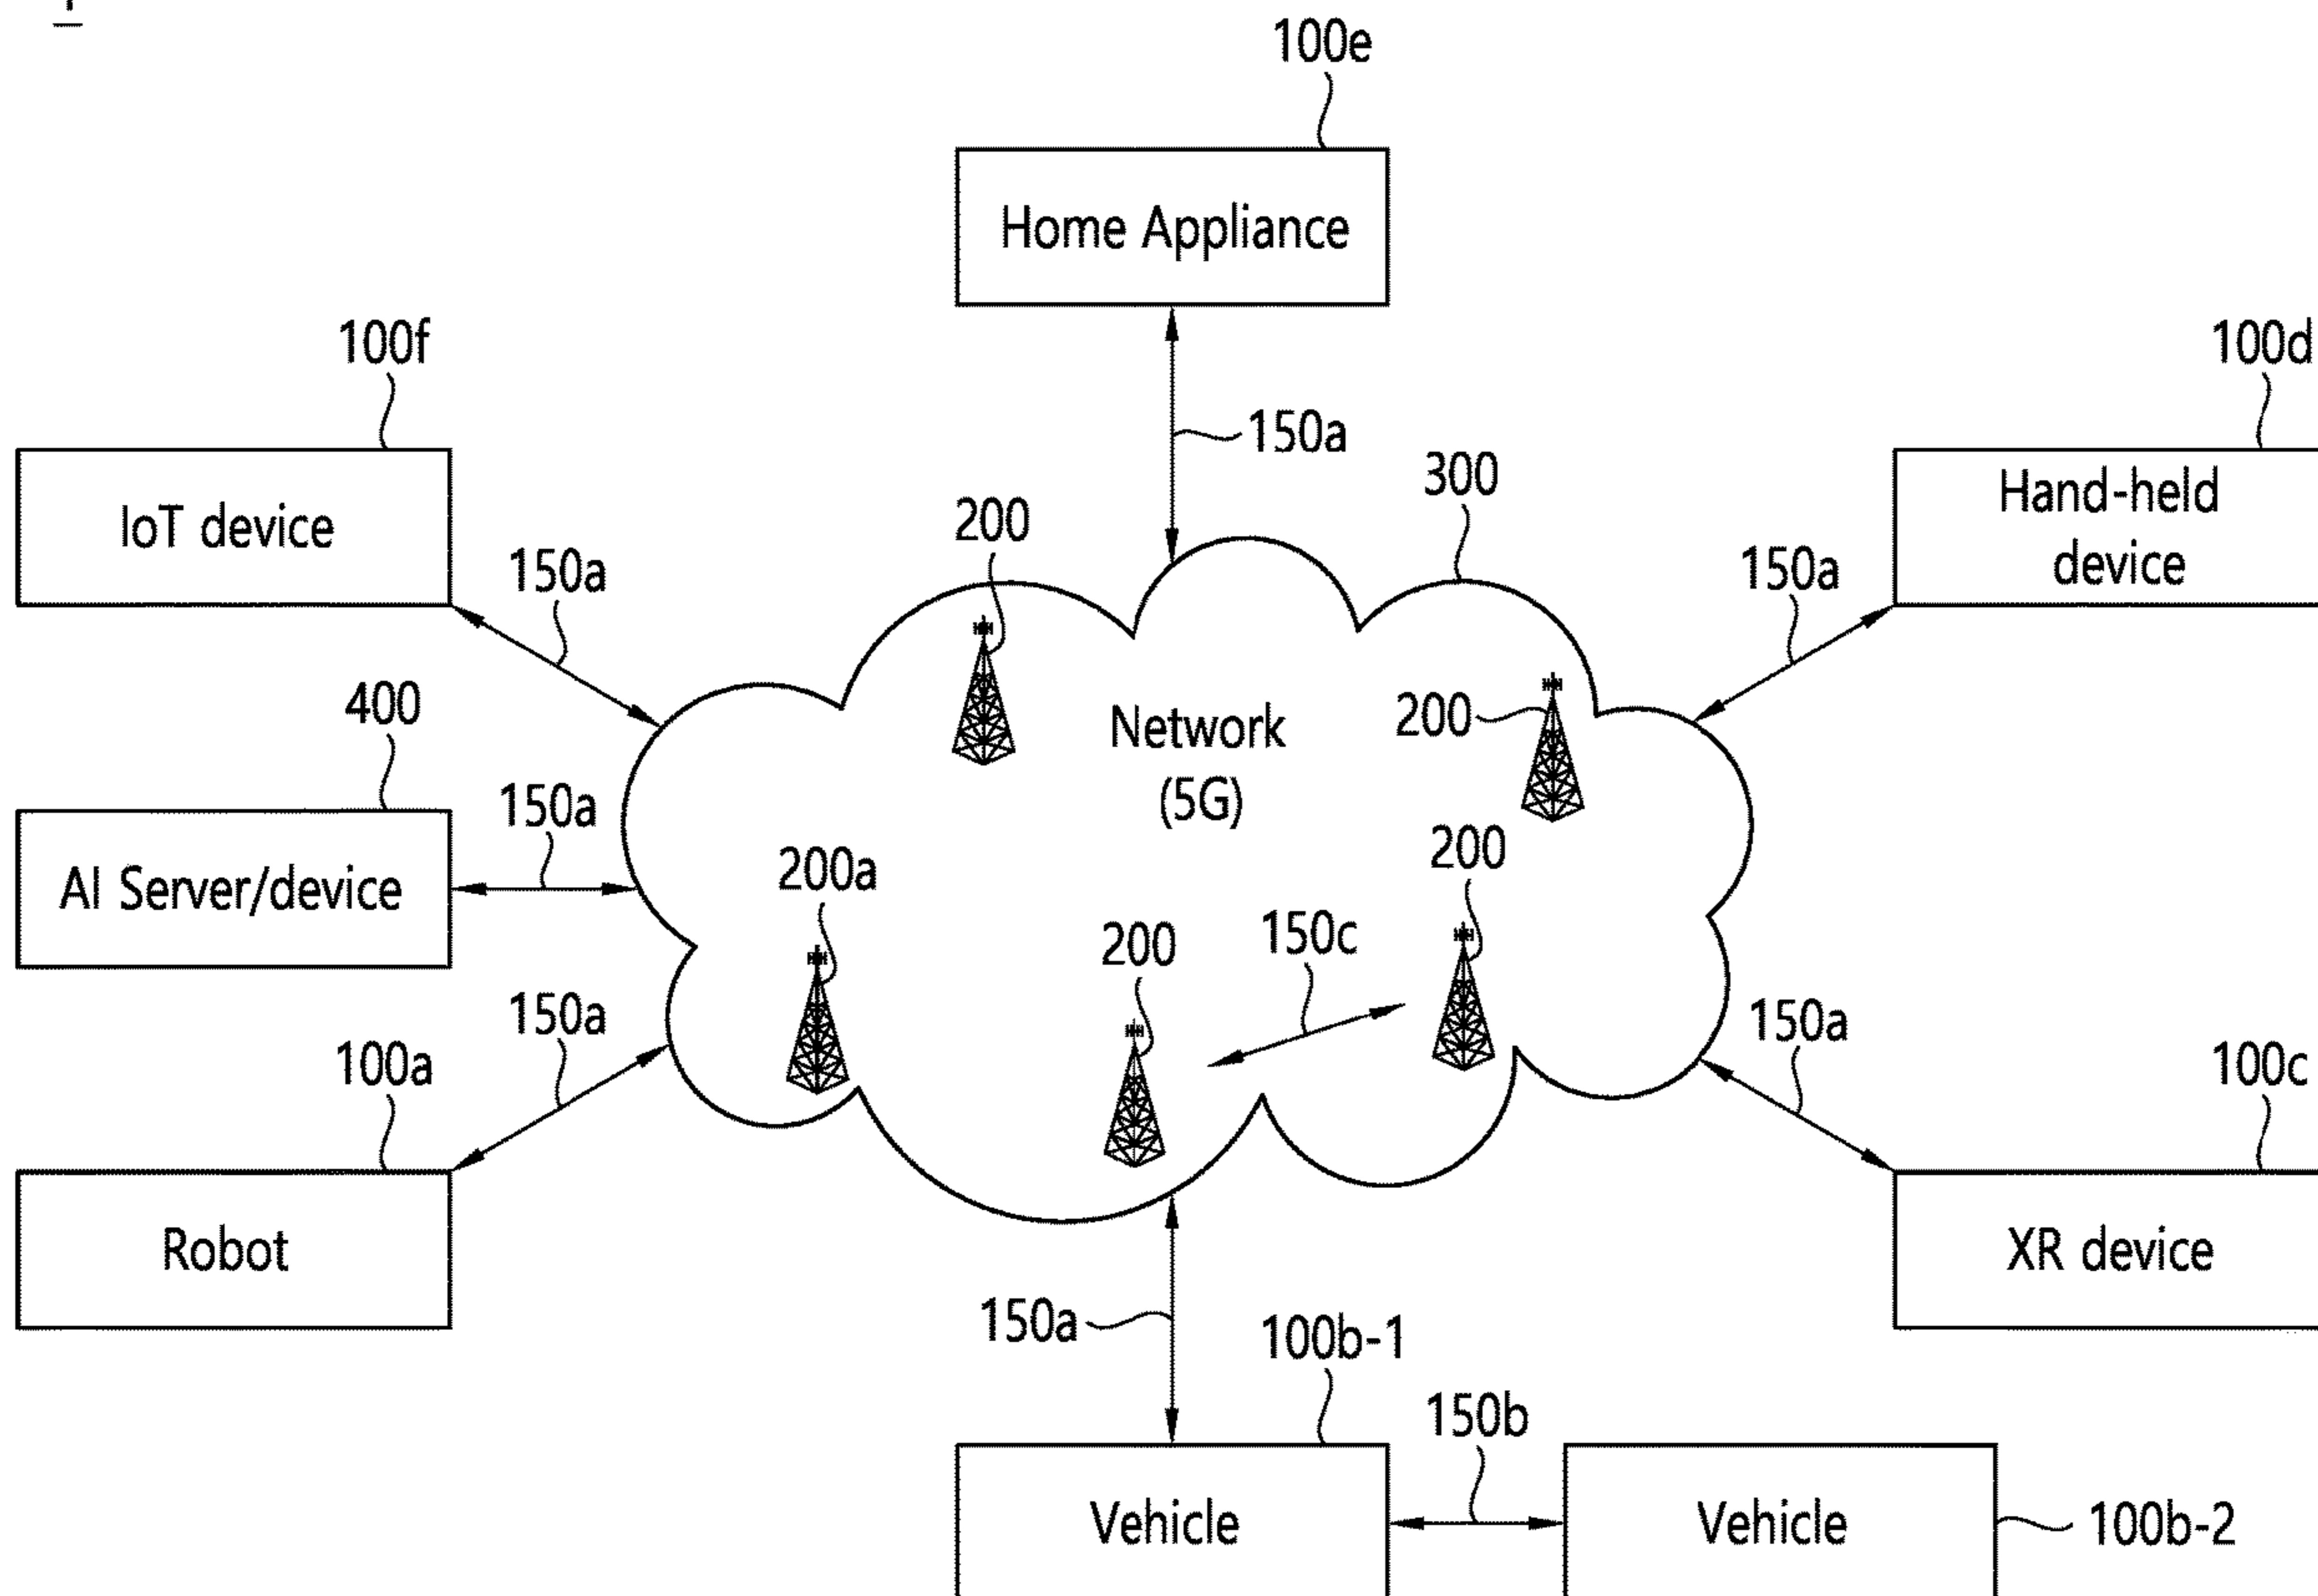 100e
Home Appliance
100f
100d
150a
300
IoT device
Hand-held
device
200
150a
150a
400
Network
(5G)
200
AI Server/device
150a
200a
200
200
150c
100a
150a
150a
100c
Robot
XR device
150a
100b-1
150b
Vehicle
Vehicle
100b-2